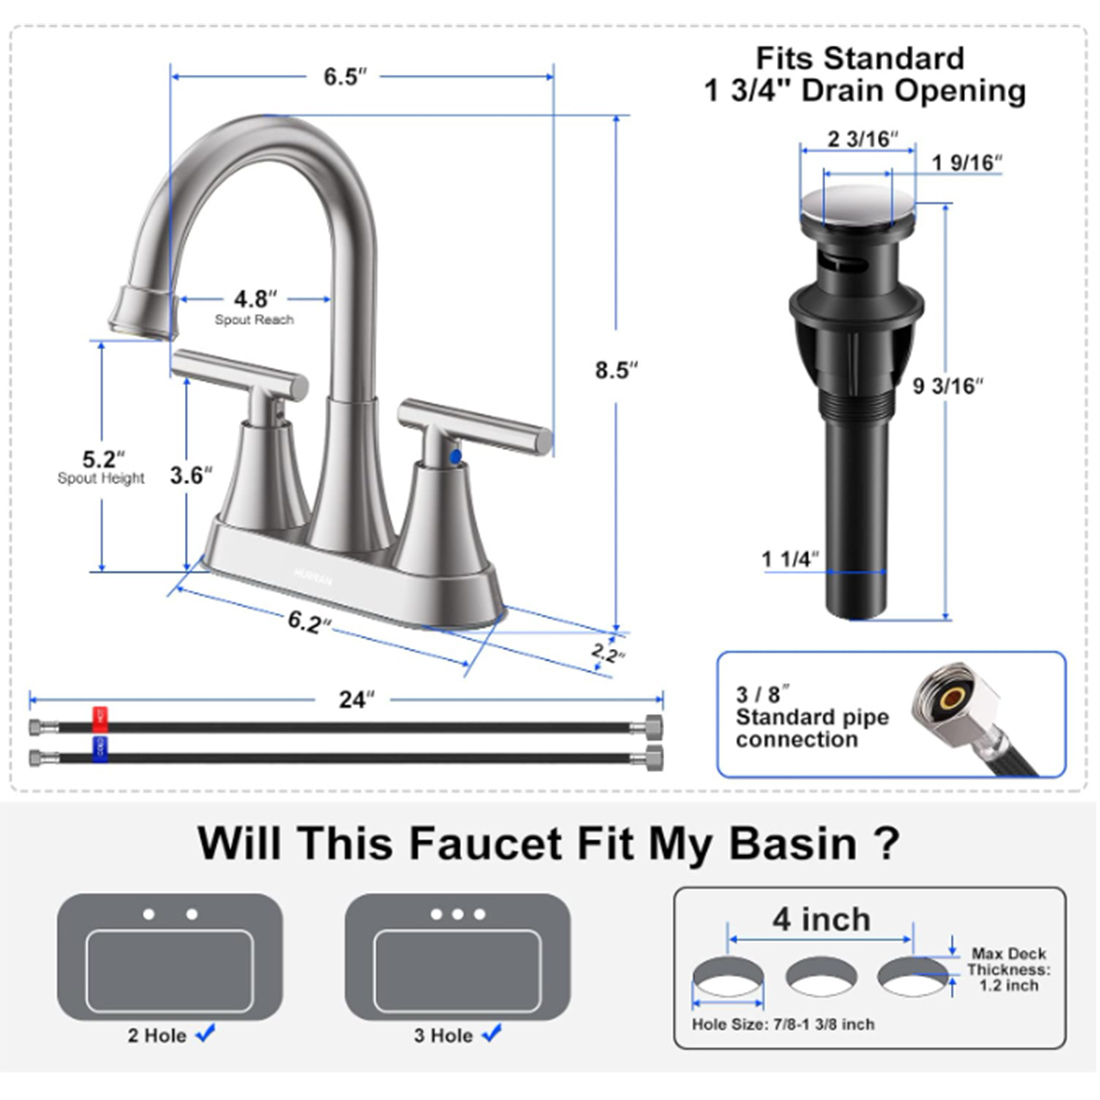 Fits Standard
1 3/4" Drain Opening
6.5"
2 3/16"
1 9/16"
4.8"
Spout Reach
8.5"
9 3/16"
5.2"
Spout Height
3.6"
1 1/4"
6.2"
2.2"
24"
HOT
COLD
3 / 8"
Standard pipe
connection
Will This Faucet Fit My Basin ?
2 Hole
3 Hole
4 inch
Max Deck
Thickness:
1.2 inch
Hole Size: 7/8-1 3/8 inch